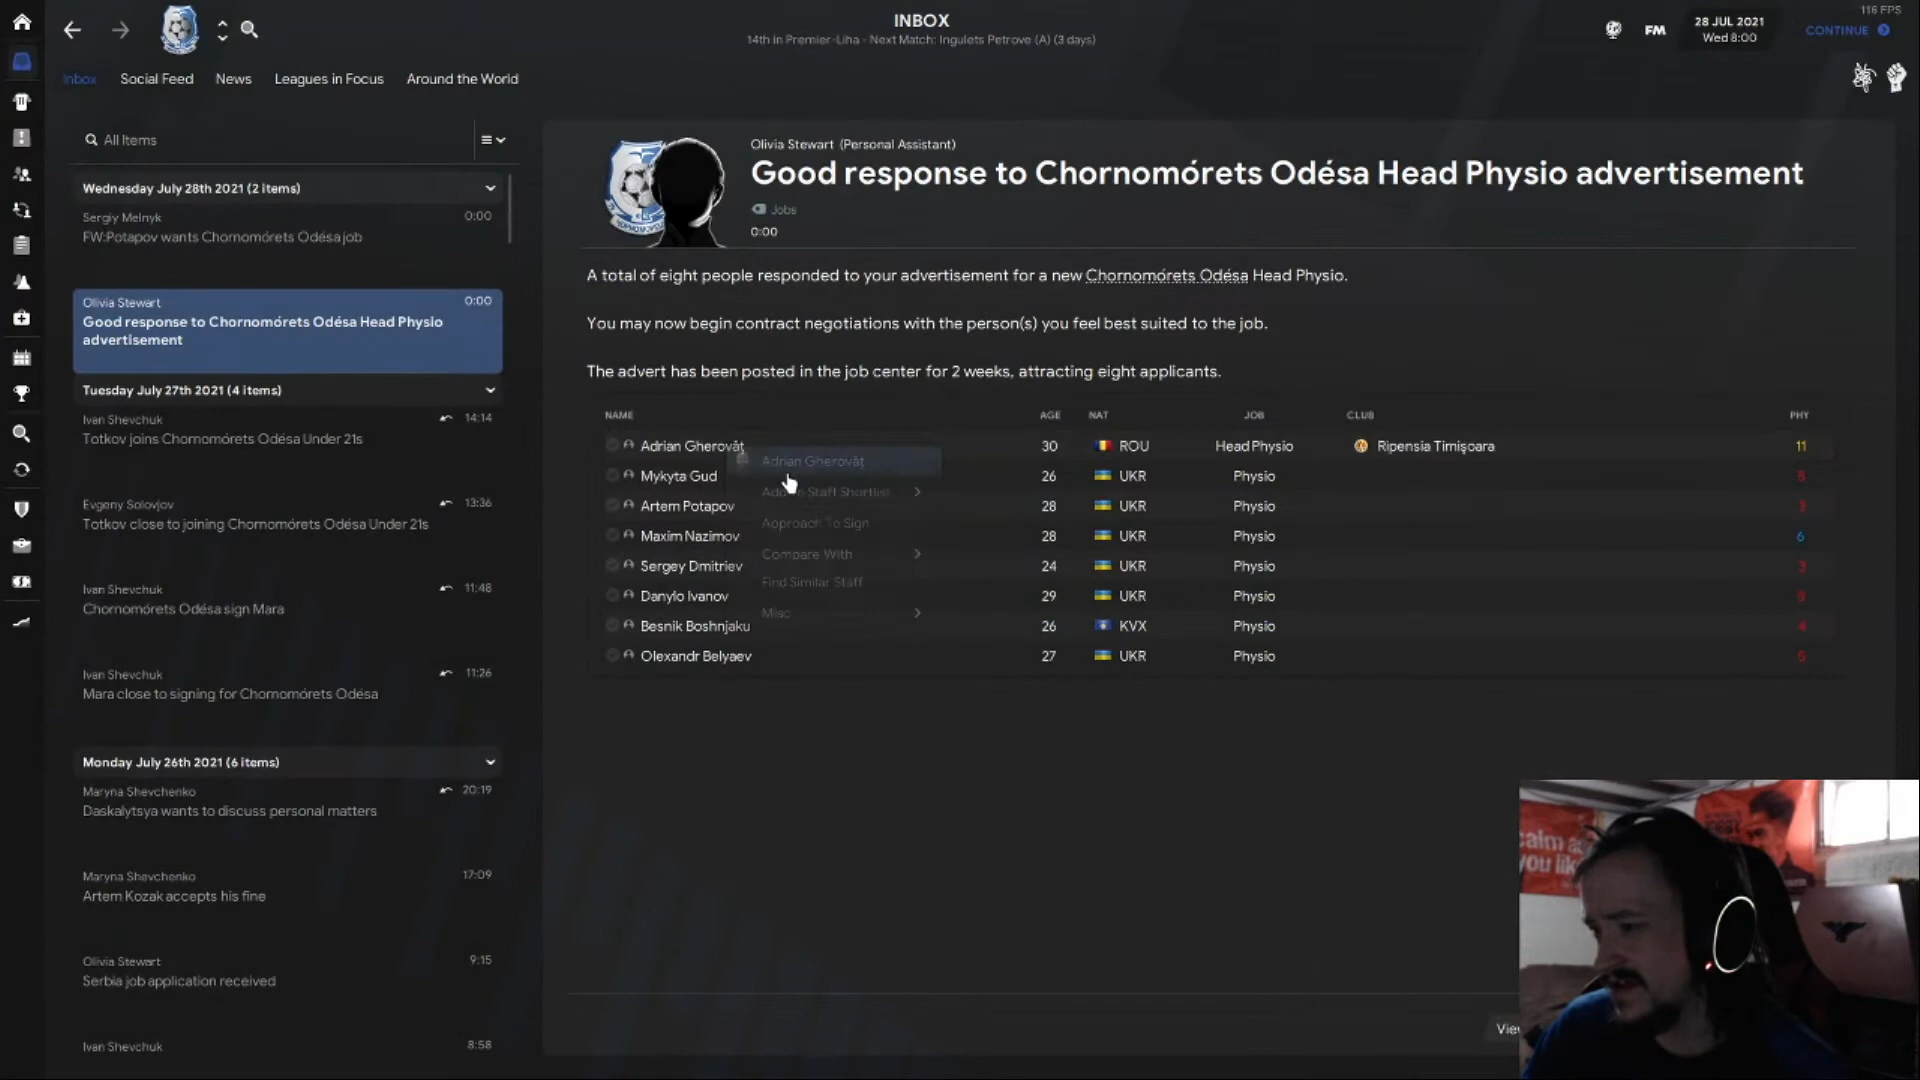 116 FPS
INBOX
14th in Premier-Liha - Next Match: Ingulets Petrove (A) (3 days)
FM
28 JUL 2021
Wed 8:00
CONTINUE
Inbox
Social Feed
News
Leagues in Focus
Around the World
All Items
Wednesday July 28th 2021 (2 items)
Sergiy Melnyk
0:00
FW:Potapov wants Chornomórets Odésa job
Olivia Stewart
0:00
Good response to Chornomórets Odésa Head Physio
advertisement
Tuesday July 27th 2021 (4 items)
Ivan Shevchuk
14:14
Totkov joins Chornomórets Odésa Under 21s
Evgeny Solovjov
13:36
Totkov close to joining Chornomórets Odésa Under 21s
Ivan Shevchuk
11:48
Chornomórets Odésa sign Mara
Ivan Shevchuk
11:26
Mara close to signing for Chornomórets Odésa
Monday July 26th 2021 (6 items)
Maryna Shevchenko
20:19
Daskalytsya wants to discuss personal matters
Maryna Shevchenko
17:09
Artem Kozak accepts his fine
Olivia Stewart
9:15
Serbia job application received
Ivan Shevchuk
8:58
Olivia Stewart (Personal Assistant)
Good response to Chornomórets Odésa Head Physio advertisement
Jobs
0:00
A total of eight people responded to your advertisement for a new Chornomórets Odésa Head Physio.
You may now begin contract negotiations with the person(s) you feel best suited to the job.
The advert has been posted in the job center for 2 weeks, attracting eight applicants.
NAME AGE NAT JOB CLUB PHY
Adrian Gherovăț 30 ROU Head Physio Ripensia Timișoara 11
Mykyta Gud 26 UKR Physio
Artem Potapov 28 UKR Physio 3
Maxim Nazimov 28 UKR Physio 6
Sergey Dmitriev 24 UKR Physio 3
Danylo Ivanov 29 UKR Physio
Besnik Boshnjaku 26 KVX Physio 4
Olexandr Belyaev 27 UKR Physio 5
Adrian Gherovăț
Staff Shortlist
Approach To Sign
Compare With
Find Similar Staff
Misc
calm a
you lik